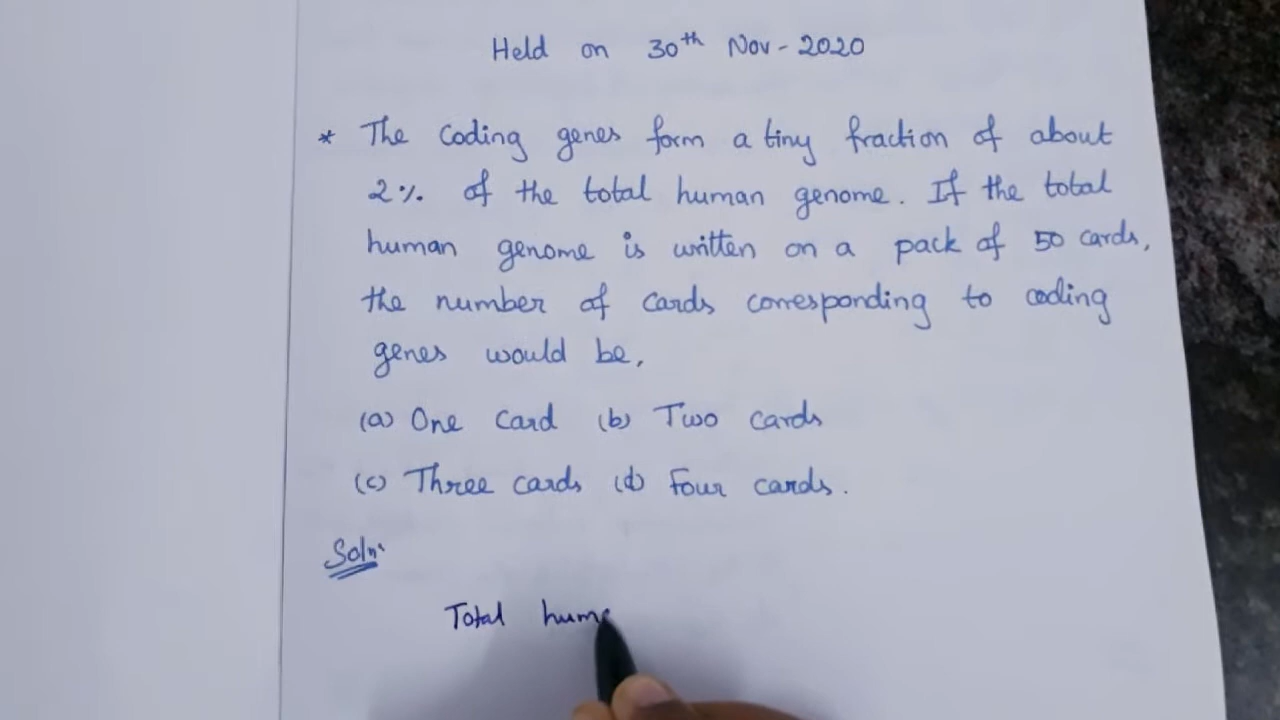 Held on 30th Nov - 2020
* The coding genes form a tiny fraction of about
2% of the total human genome. If the total
human genome is written on a pack of 50 cards,
the number of cards corresponding to coding
genes would be,
(a) One card (b) Two cards
(c) Three cards (d) Four cards.
Soln:
Total huma